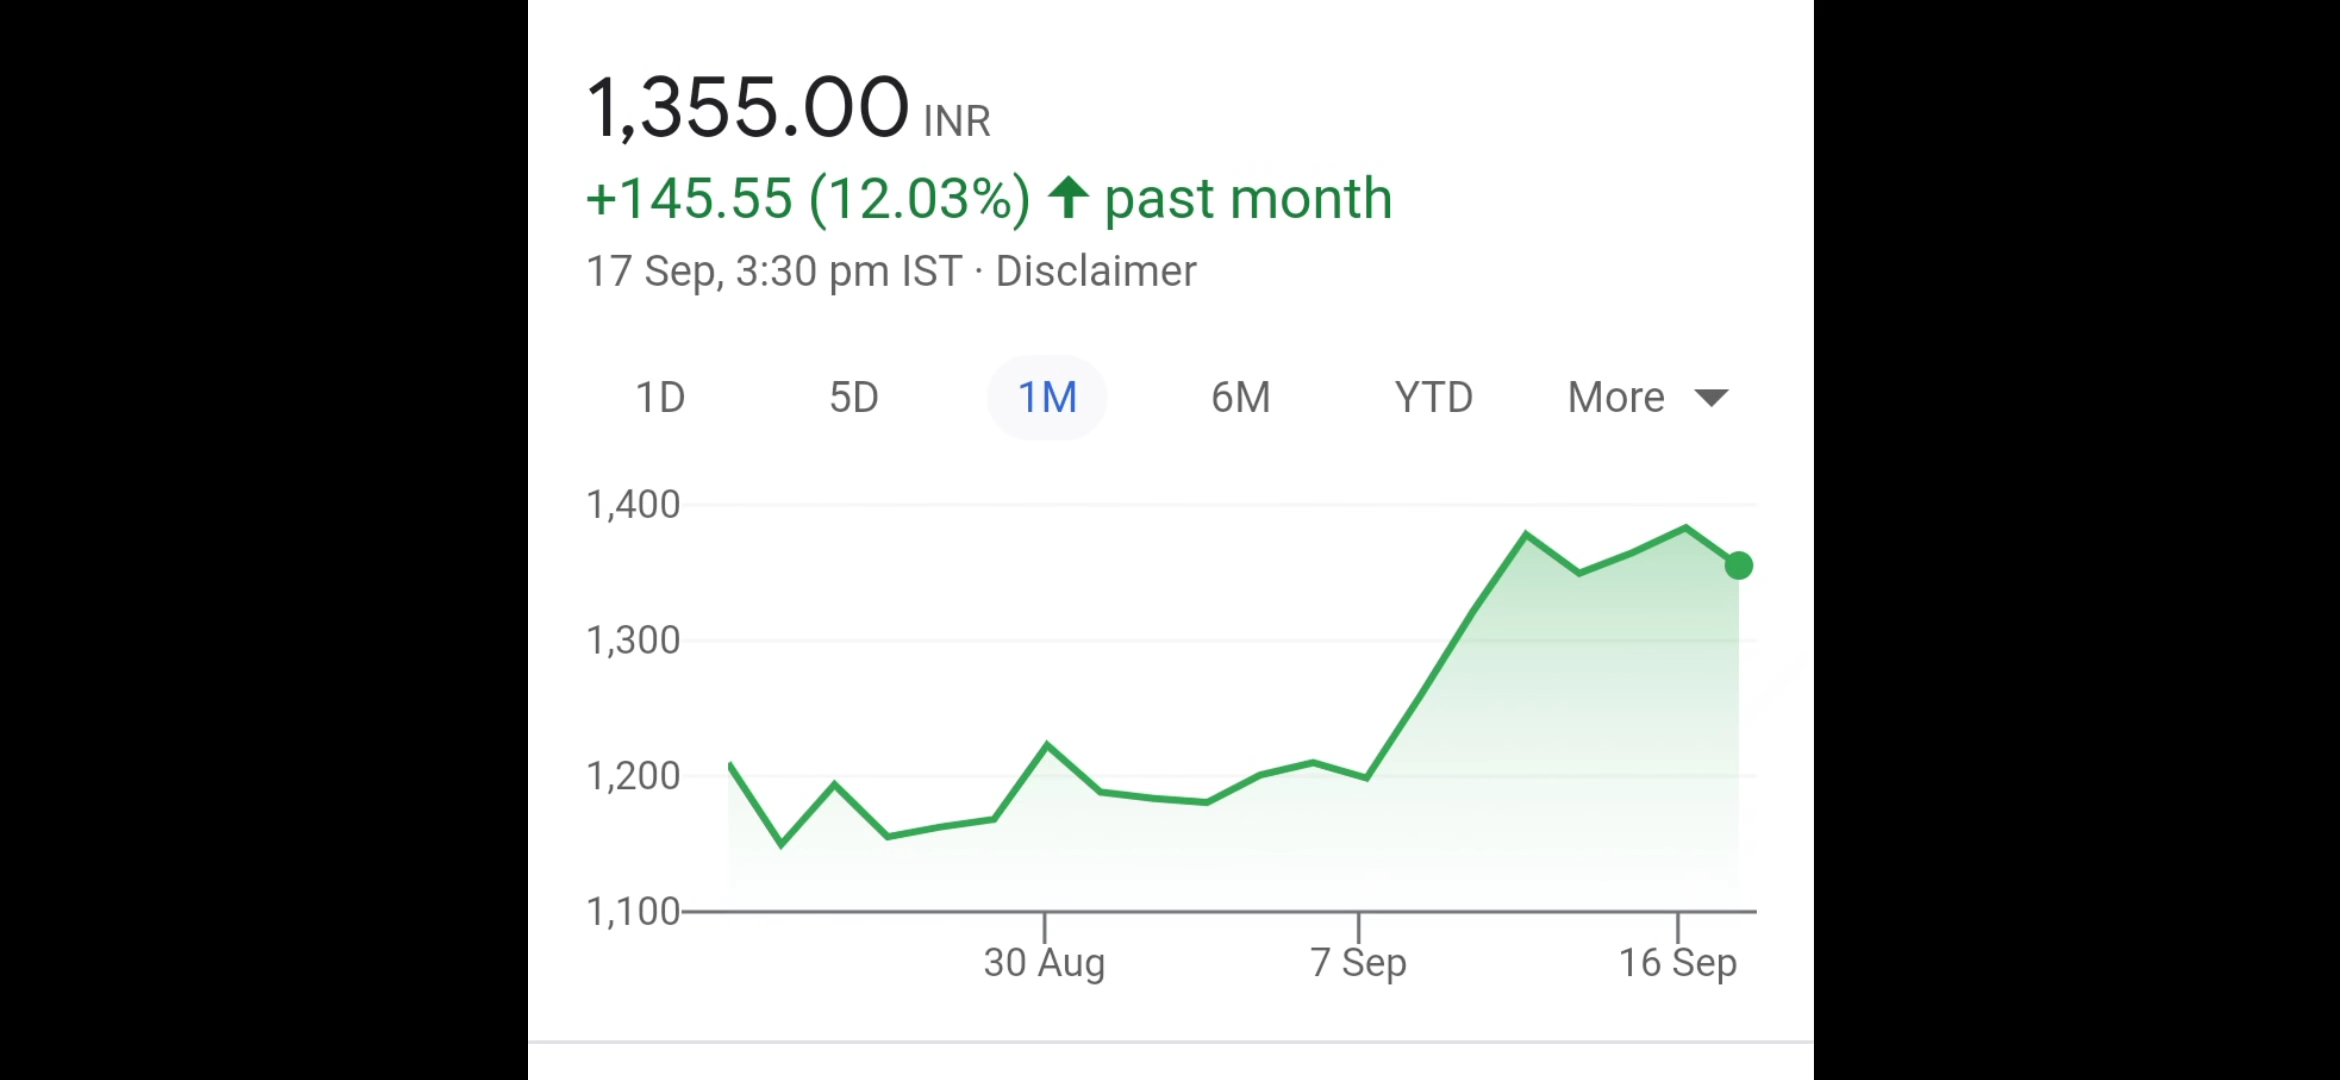 1,355.00 INR
+145.55 (12.03%) ↑ past month
17 Sep, 3:30 pm IST · Disclaimer
1D 5D 1M 6M YTD More
1,400
1,300
1,200
1,100
30 Aug 7 Sep 16 Sep